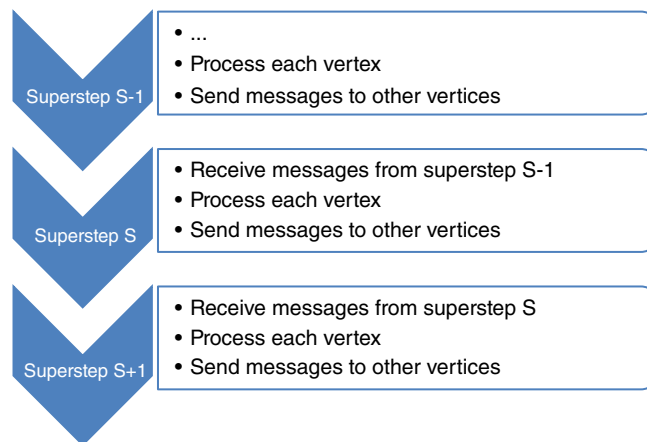 Superstep S-1
• ...
• Process each vertex
• Send messages to other vertices
Superstep S
• Receive messages from superstep S-1
• Process each vertex
• Send messages to other vertices
Superstep S+1
• Receive messages from superstep S
• Process each vertex
• Send messages to other vertices